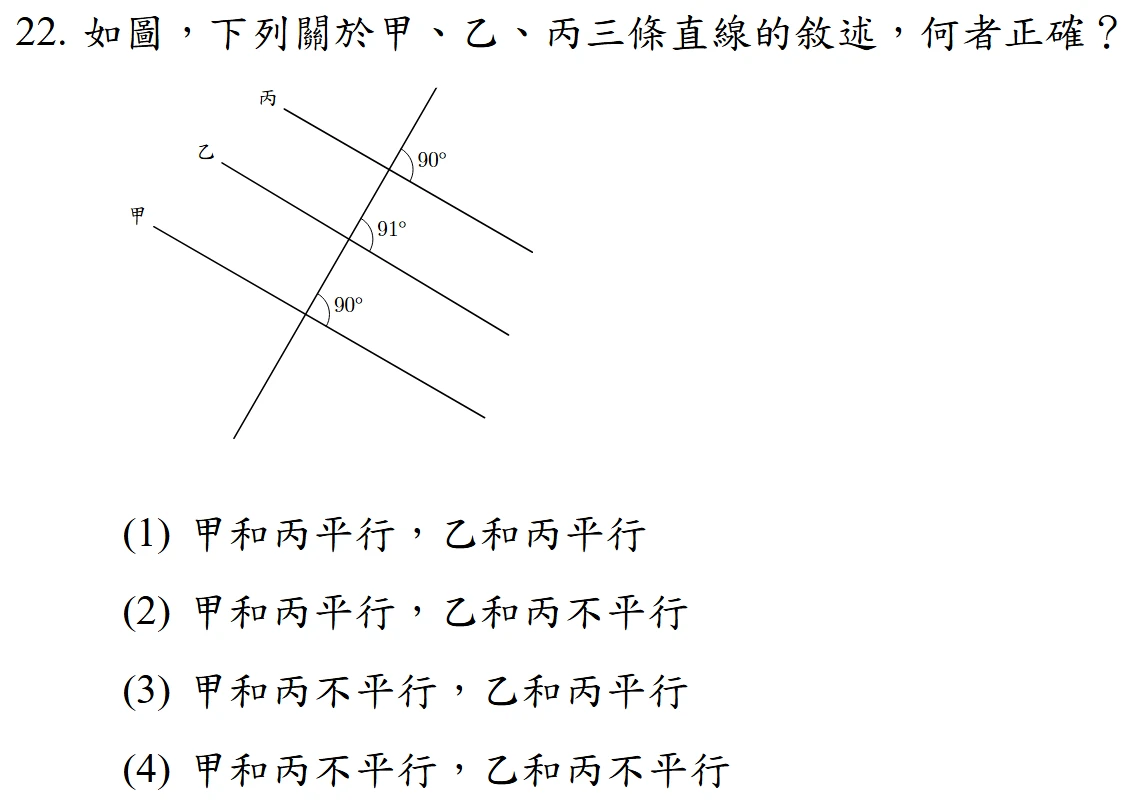 22. 如圖，下列關於甲、乙、丙三條直線的敘述，何者正確？
丙
90°
乙
91°
甲
90°
(1) 甲和丙平行，乙和丙平行
(2) 甲和丙平行，乙和丙不平行
(3) 甲和丙不平行，乙和丙平行
(4) 甲和丙不平行，乙和丙不平行